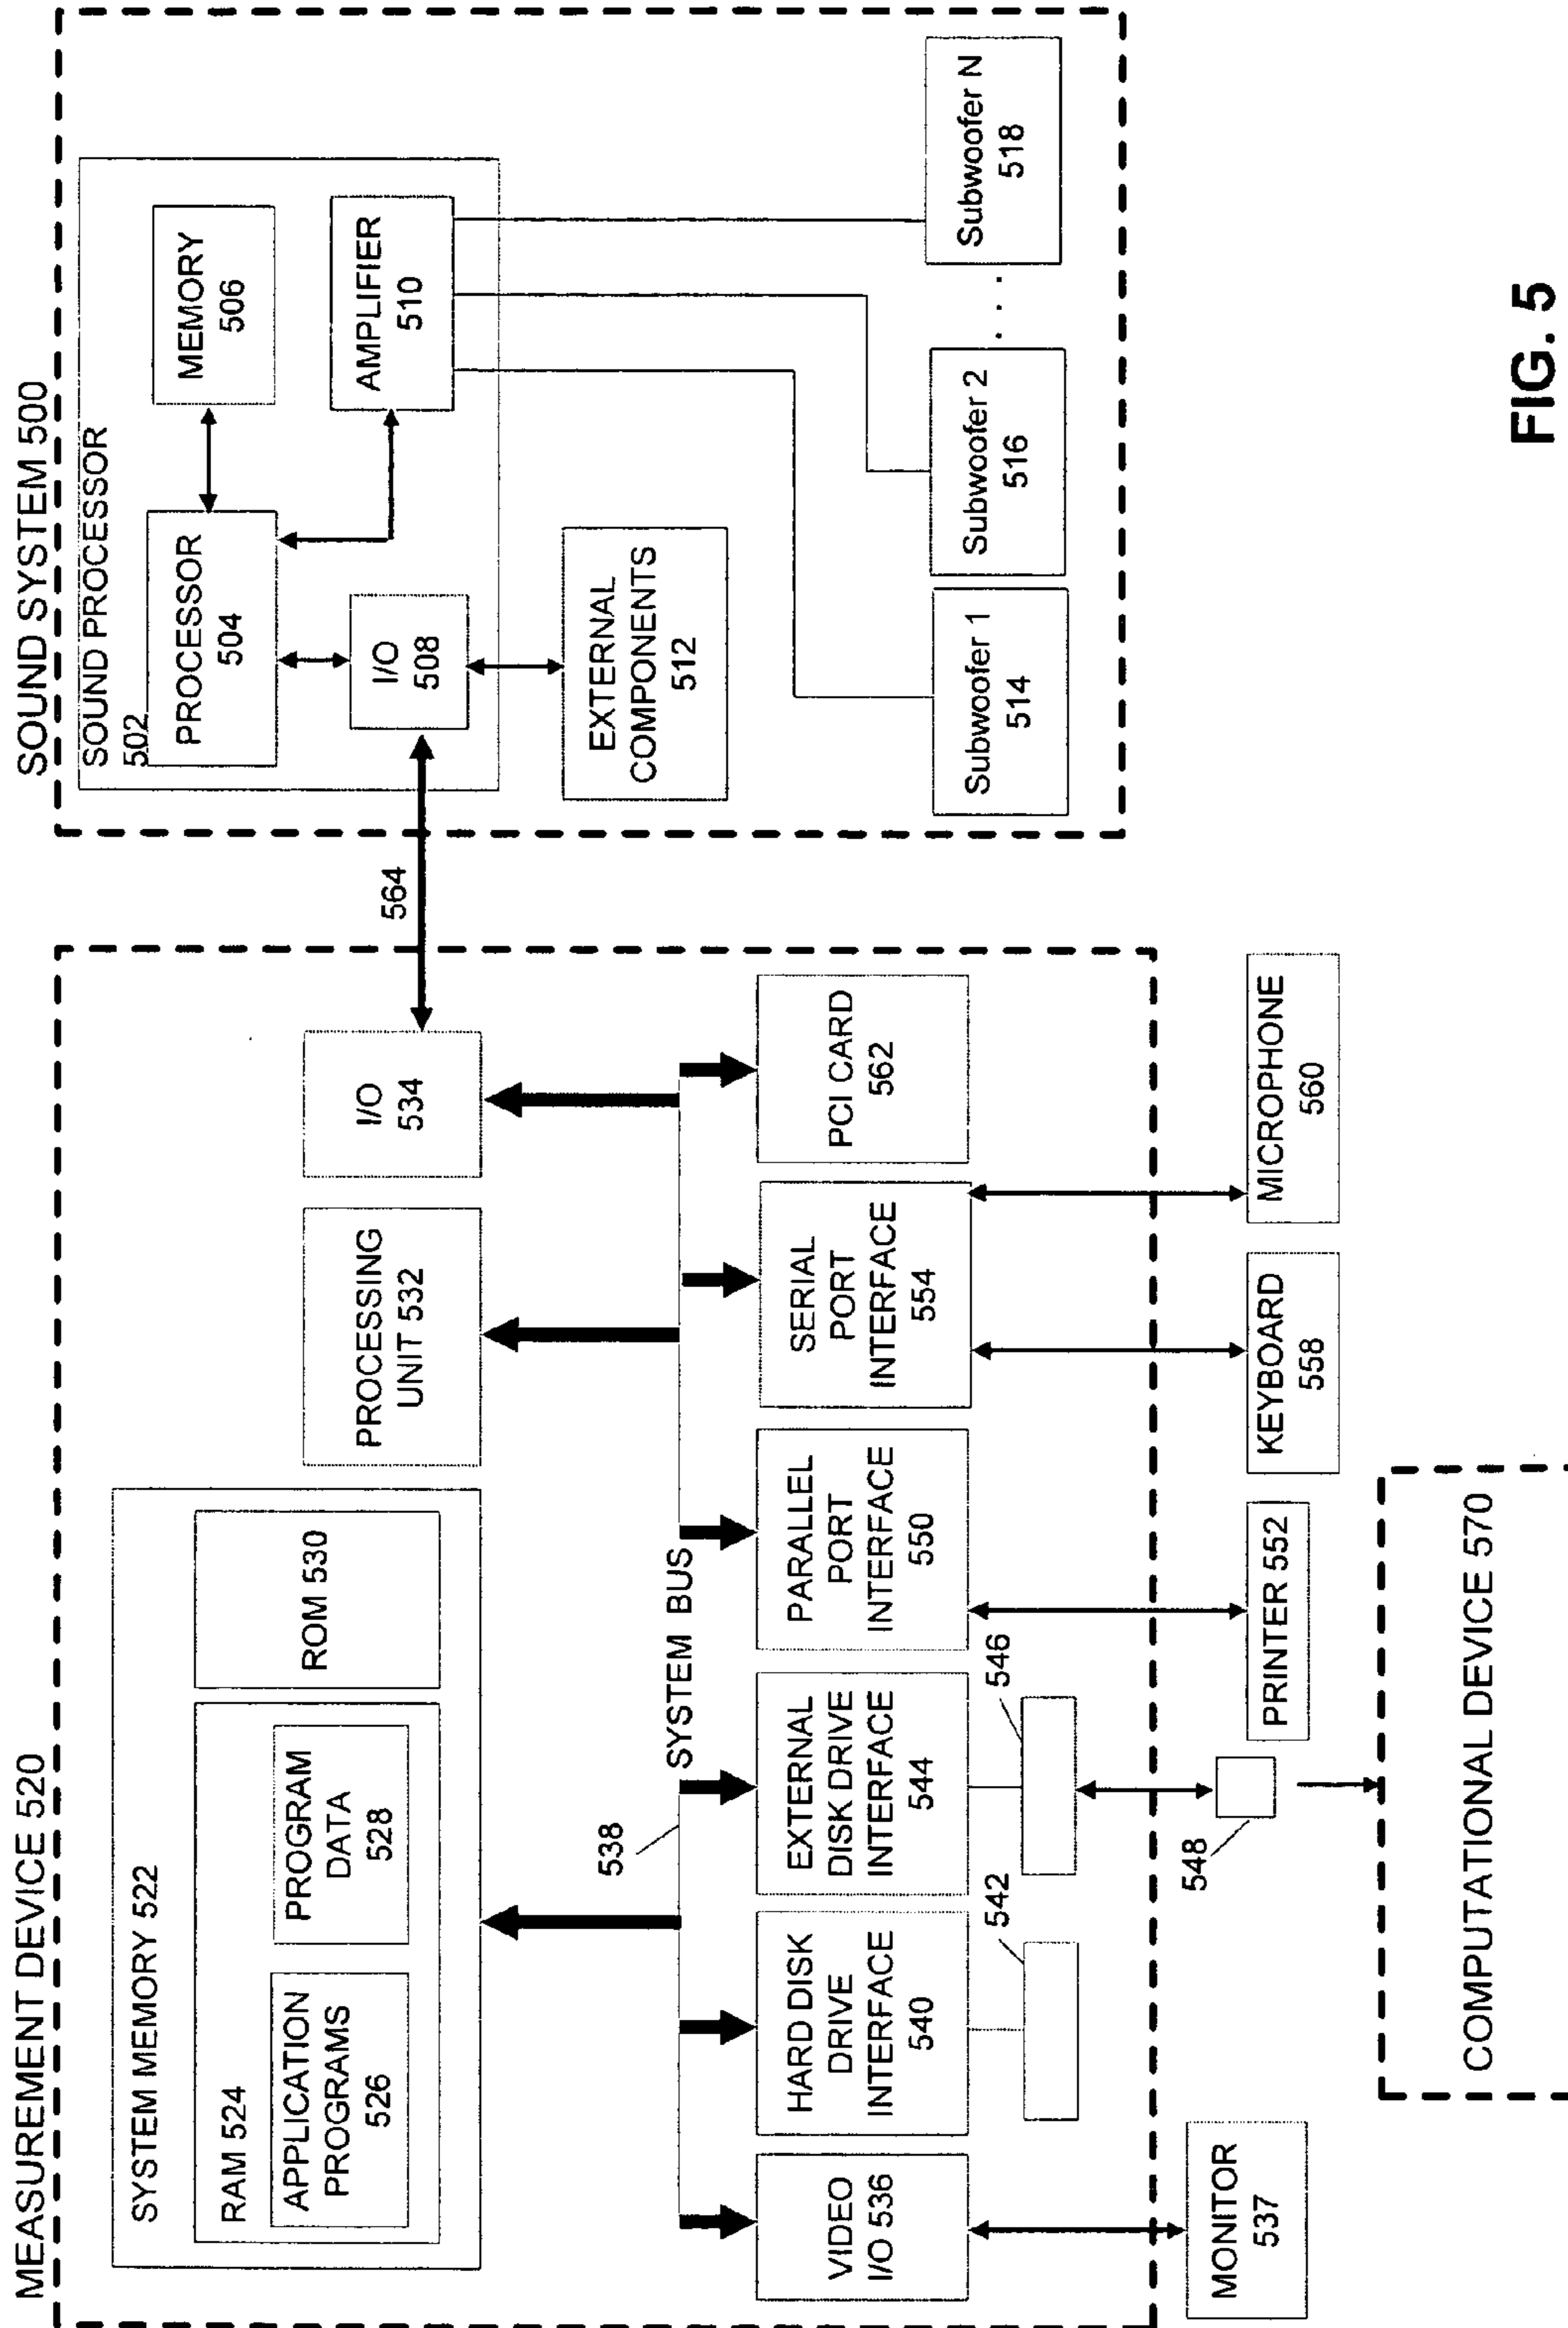 MEASUREMENT DEVICE 520
SYSTEM MEMORY 522
RAM 524
APPLICATION
PROGRAMS
526
PROGRAM
DATA
528
ROM 530
PROCESSING
UNIT 532
I/O
534
538
SYSTEM BUS
VIDEO
I/O 536
HARD DISK
DRIVE
INTERFACE
540
EXTERNAL
DISK DRIVE
INTERFACE
544
PARALLEL
PORT
INTERFACE
550
SERIAL
PORT
INTERFACE
554
PCI CARD
562
542
546
548
MONITOR
537
PRINTER 552
KEYBOARD
558
MICROPHONE
560
COMPUTATIONAL DEVICE 570
564
SOUND SYSTEM 500
SOUND PROCESSOR
502
PROCESSOR
504
MEMORY
506
I/O
508
AMPLIFIER
510
EXTERNAL
COMPONENTS
512
Subwoofer 1
514
Subwoofer 2
516
. . .
Subwoofer N
518
FIG. 5